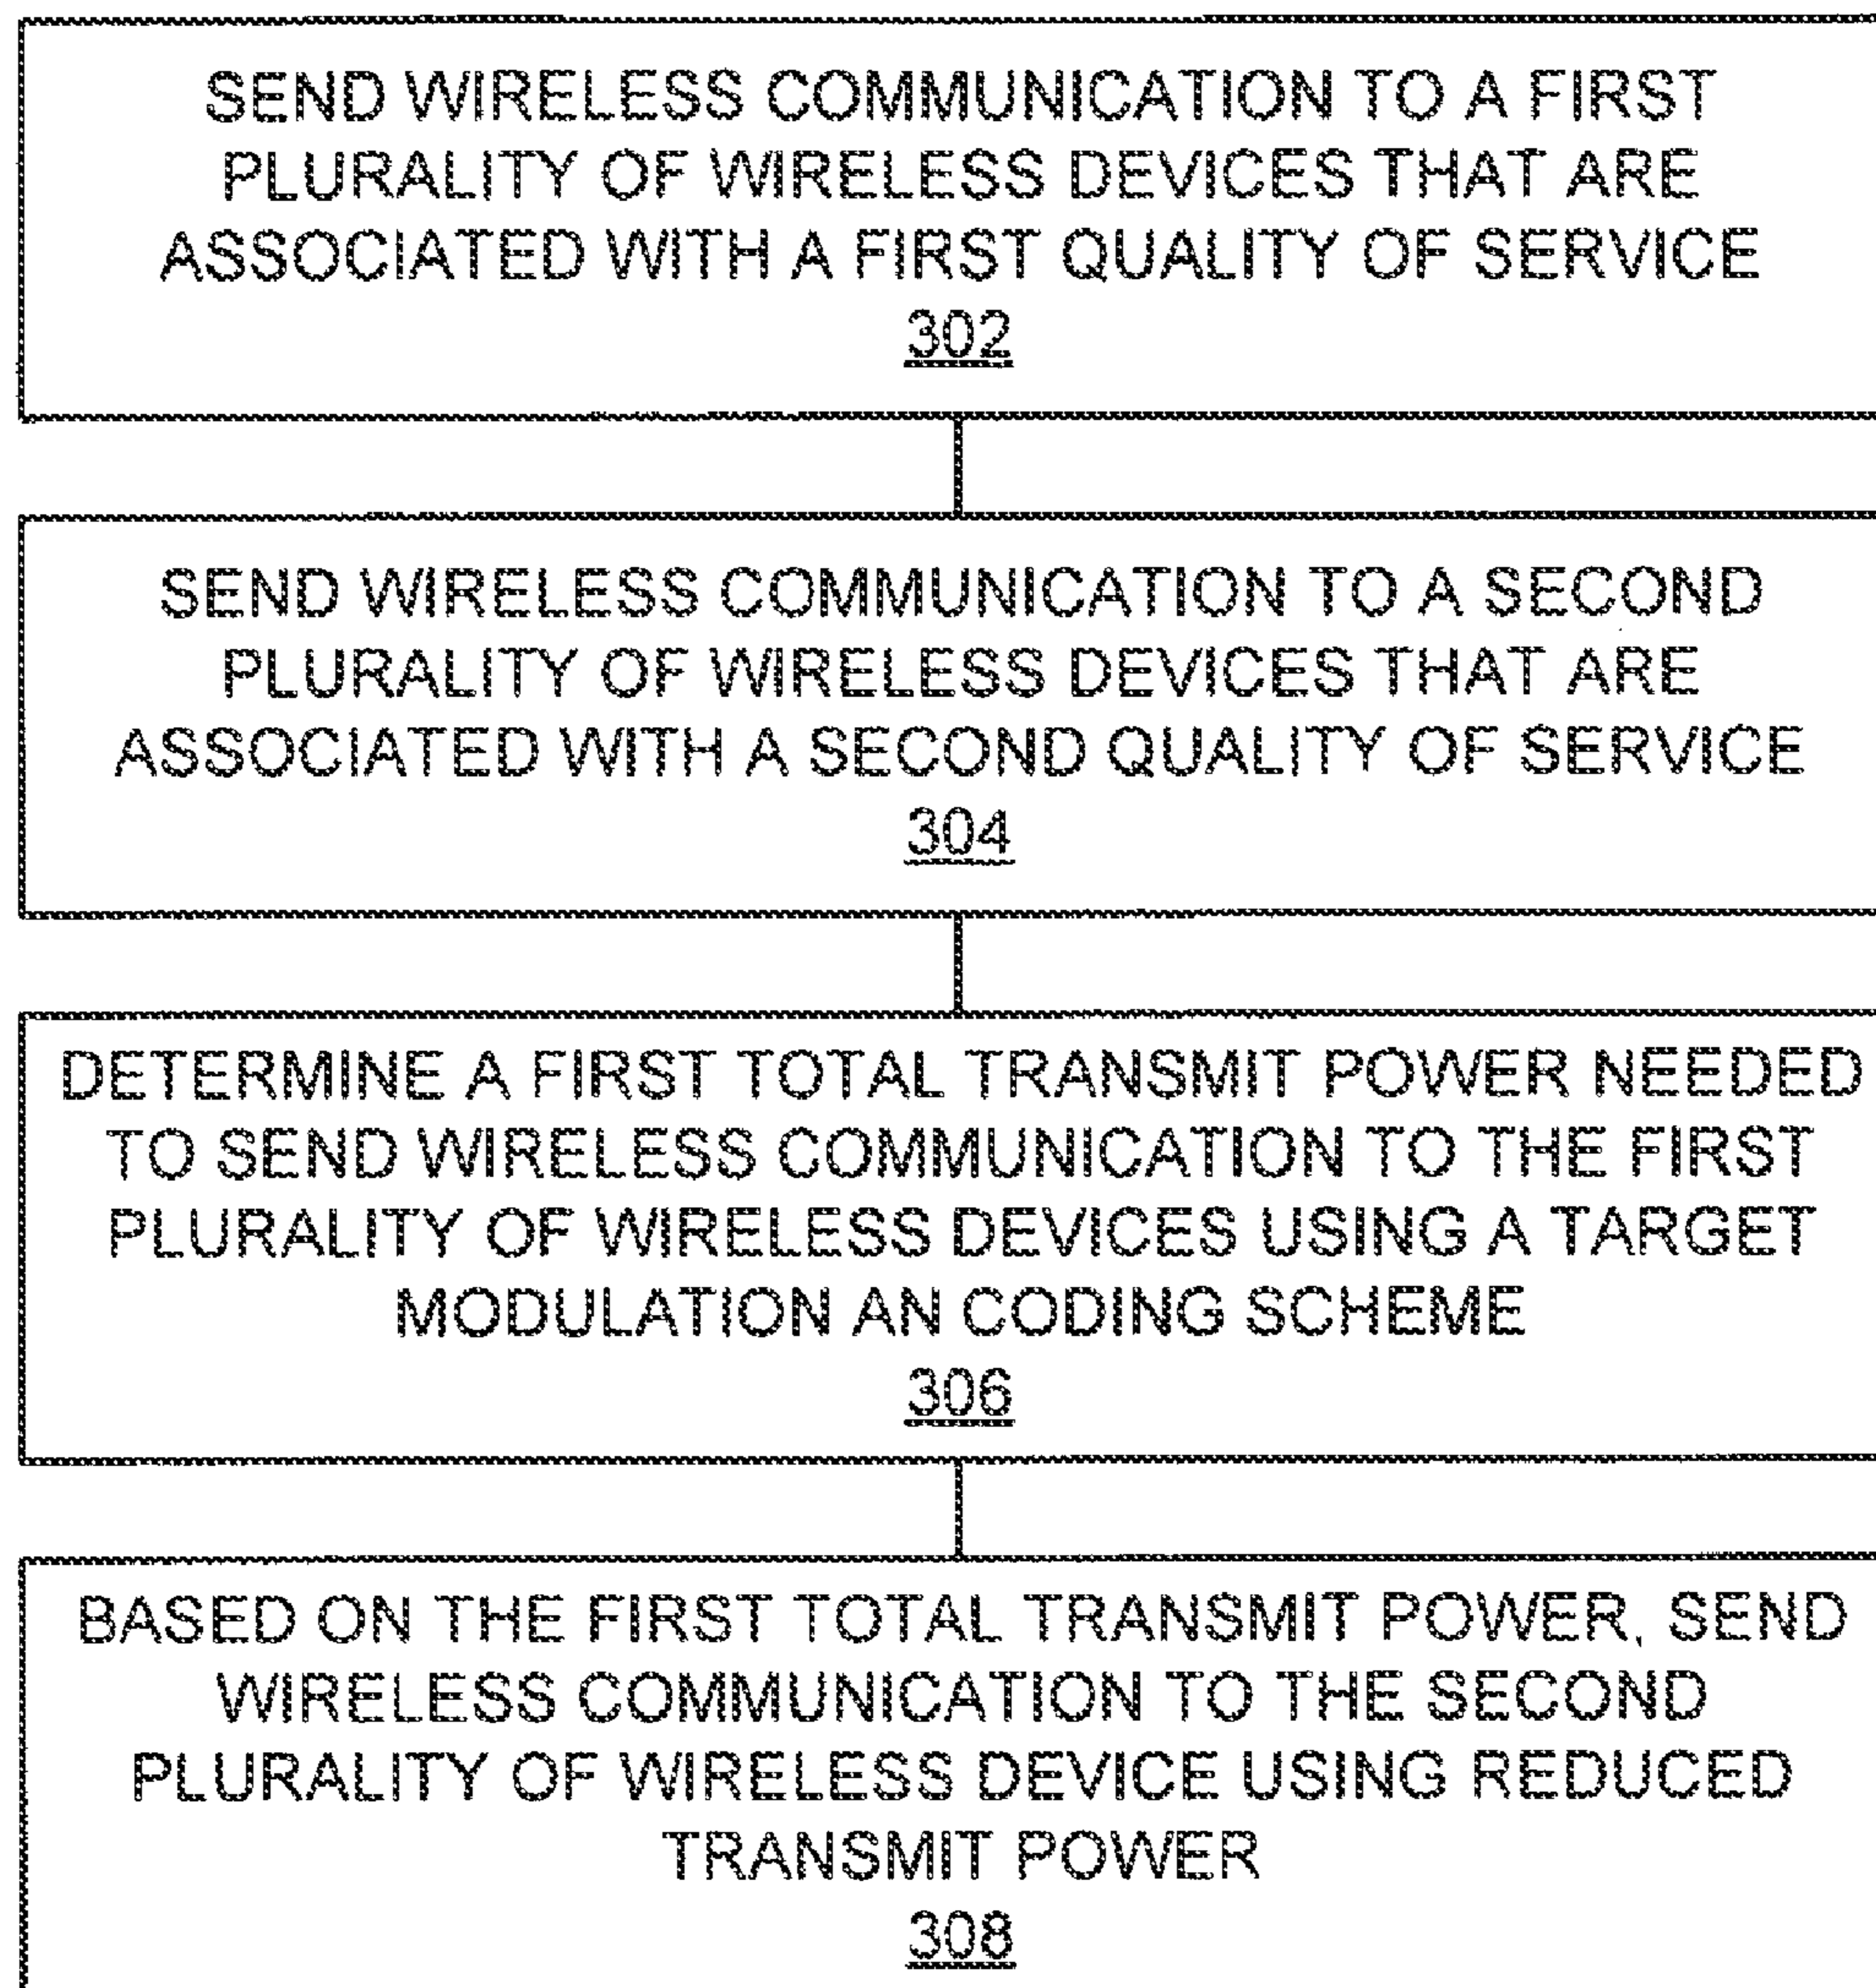 SEND WIRELESS COMMUNICATION TO A FIRST
PLURALITY OF WIRELESS DEVICES THAT ARE
ASSOCIATED WITH A FIRST QUALITY OF SERVICE
302
SEND WIRELESS COMMUNICATION TO A SECOND
PLURALITY OF WIRELESS DEVICES THAT ARE
ASSOCIATED WITH A SECOND QUALITY OF SERVICE
304
DETERMINE A FIRST TOTAL TRANSMIT POWER NEEDED
TO SEND WIRELESS COMMUNICATION TO THE FIRST
PLURALITY OF WIRELESS DEVICES USING A TARGET
MODULATION AN CODING SCHEME
306
BASED ON THE FIRST TOTAL TRANSMIT POWER, SEND
WIRELESS COMMUNICATION TO THE SECOND
PLURALITY OF WIRELESS DEVICE USING REDUCED
TRANSMIT POWER
308